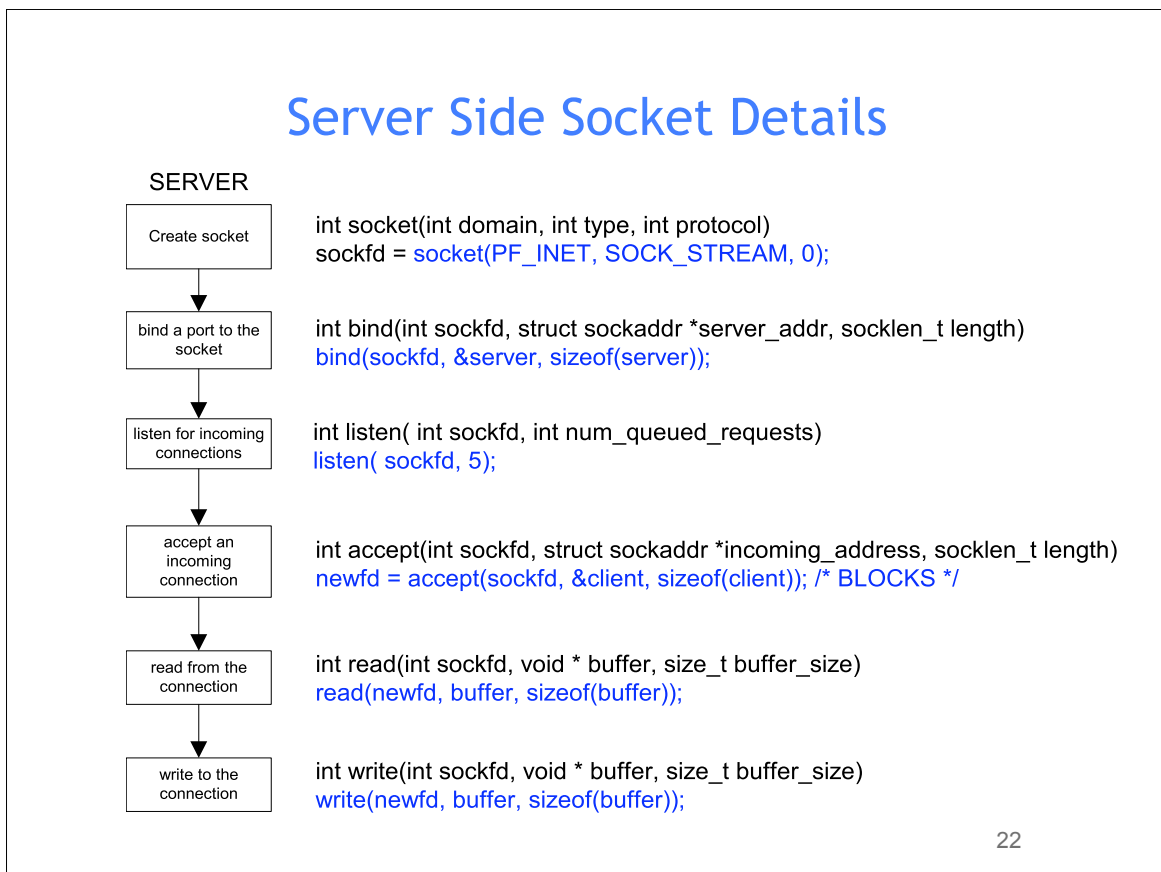 Server Side Socket Details
SERVER
Create socket
int socket(int domain, int type, int protocol)
sockfd = socket(PF_INET, SOCK_STREAM, 0);
bind a port to the
socket
int bind(int sockfd, struct sockaddr *server_addr, socklen_t length)
bind(sockfd, &server, sizeof(server));
listen for incoming
connections
int listen( int sockfd, int num_queued_requests)
listen( sockfd, 5);
accept an
incoming
connection
int accept(int sockfd, struct sockaddr *incoming_address, socklen_t length)
newfd = accept(sockfd, &client, sizeof(client)); /* BLOCKS */
read from the
connection
int read(int sockfd, void * buffer, size_t buffer_size)
read(newfd, buffer, sizeof(buffer));
write to the
connection
int write(int sockfd, void * buffer, size_t buffer_size)
write(newfd, buffer, sizeof(buffer));
22